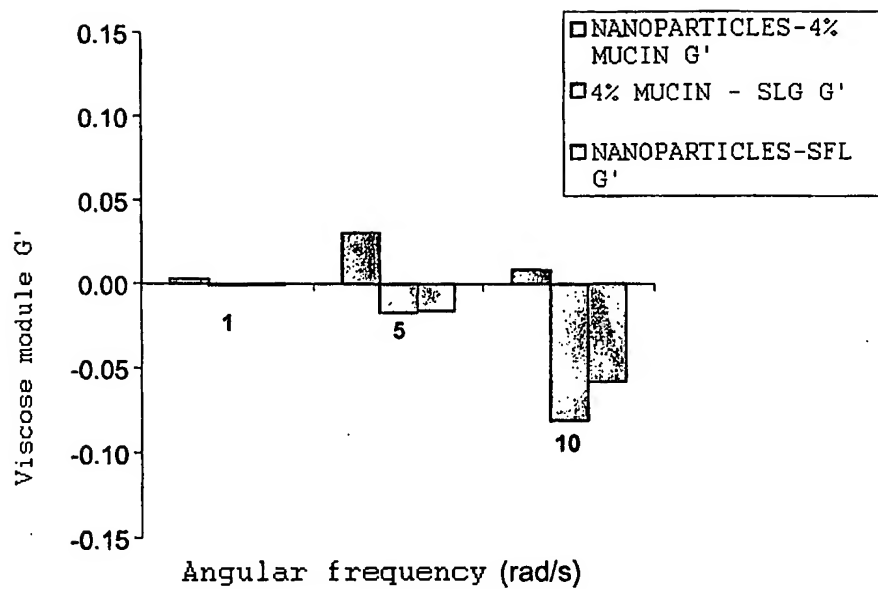 0.15
0.10
0.05
0.00
-0.05
-0.10
-0.15
Viscose module G'
1
5
10
Angular frequency (rad/s)
NANOPARTICLES-4%
MUCIN G'
4% MUCIN - SLG G'
NANOPARTICLES-SFL
G'